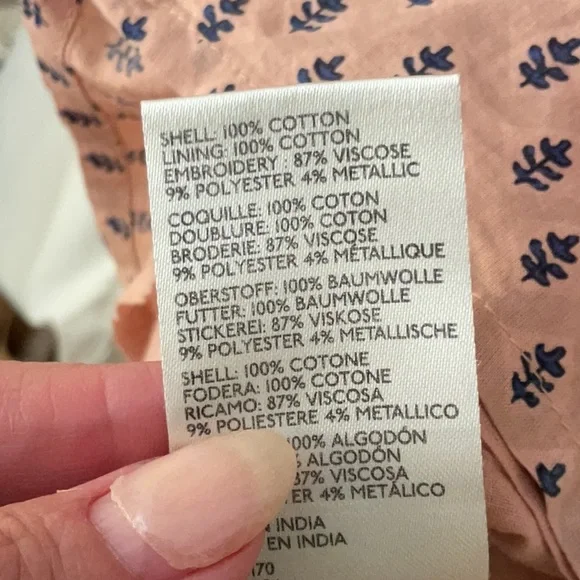 SHELL: 100% COTTON
LINING: 100% COTTON
EMBROIDERY : 87% VISCOSE
9% POLYESTER 4% METALLIC
COQUILLE: 100% COTON
DOUBLURE: 100% COTON
BRODERIE: 87% VISCOSE
9% POLYESTER 4% MÉTALLIQUE
OBERSTOFF: 100% BAUMWOLLE
FUTTER: 100% BAUMWOLLE
STICKEREI: 87% VISKOSE
9% POLYESTER 4% METALLISCHE
SHELL: 100% COTONE
FODERA: 100% COTONE
RICAMO: 87% VISCOSA
9% POLIESTERE 4% METALLICO
100% ALGODÓN
% ALGODÓN
87% VISCOSA
ER 4% METÁLICO
N INDIA
EN INDIA
170